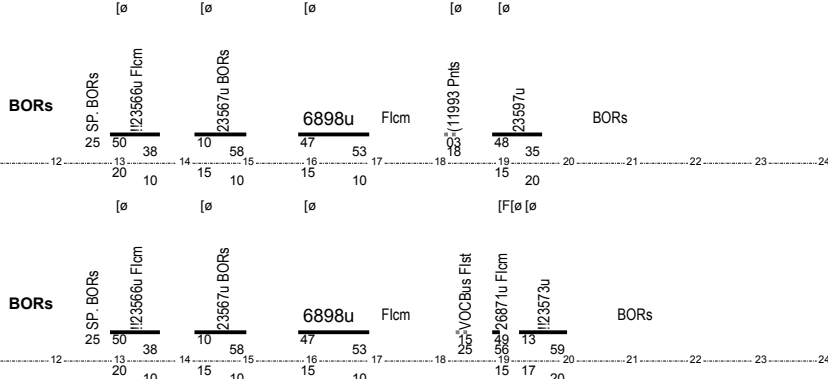 [ø [ø [ø [ø [ø
BORs SP. BORs !!23566u Flcm 23567u BORs 6898u Flcm (11993 Pnts 23597u BORs
25 50 10 47 03 48
38 58 53 18 35
12 13 14 15 16 17 18 19 20 21 22 23 24
20 15 15 15
10 10 10 20
[ø [ø [ø [F[ø [ø
BORs SP. BORs !!23566u Flcm 23567u BORs 6898u Flcm VOCBus Flst 26871u Flcm !!23573u BORs
25 50 10 47 15 49 13
38 58 53 25 56 59
12 13 14 15 16 17 18 19 20 21 22 23 24
20 15 15 15 17
10 10 10 20